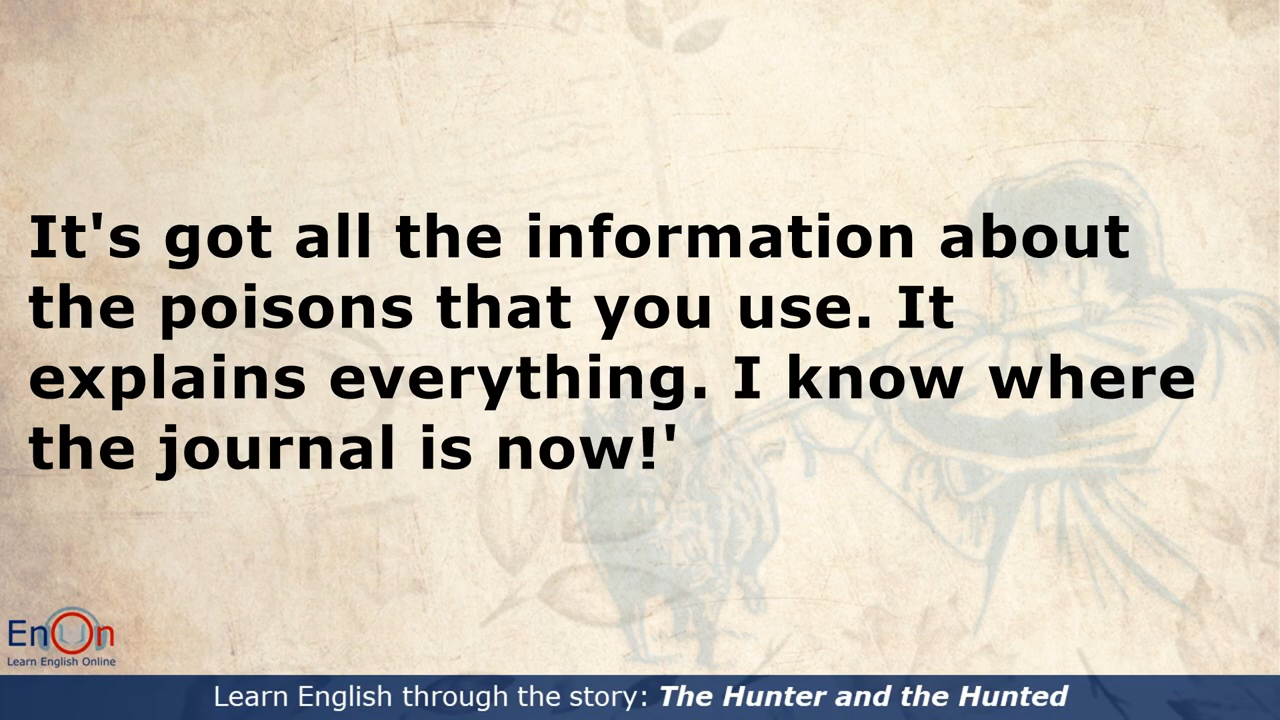 It's got all the information about
the poisons that you use. It
explains everything. I know where
the journal is now!'
EnOn
Learn English Online
Learn English through the story: The Hunter and the Hunted